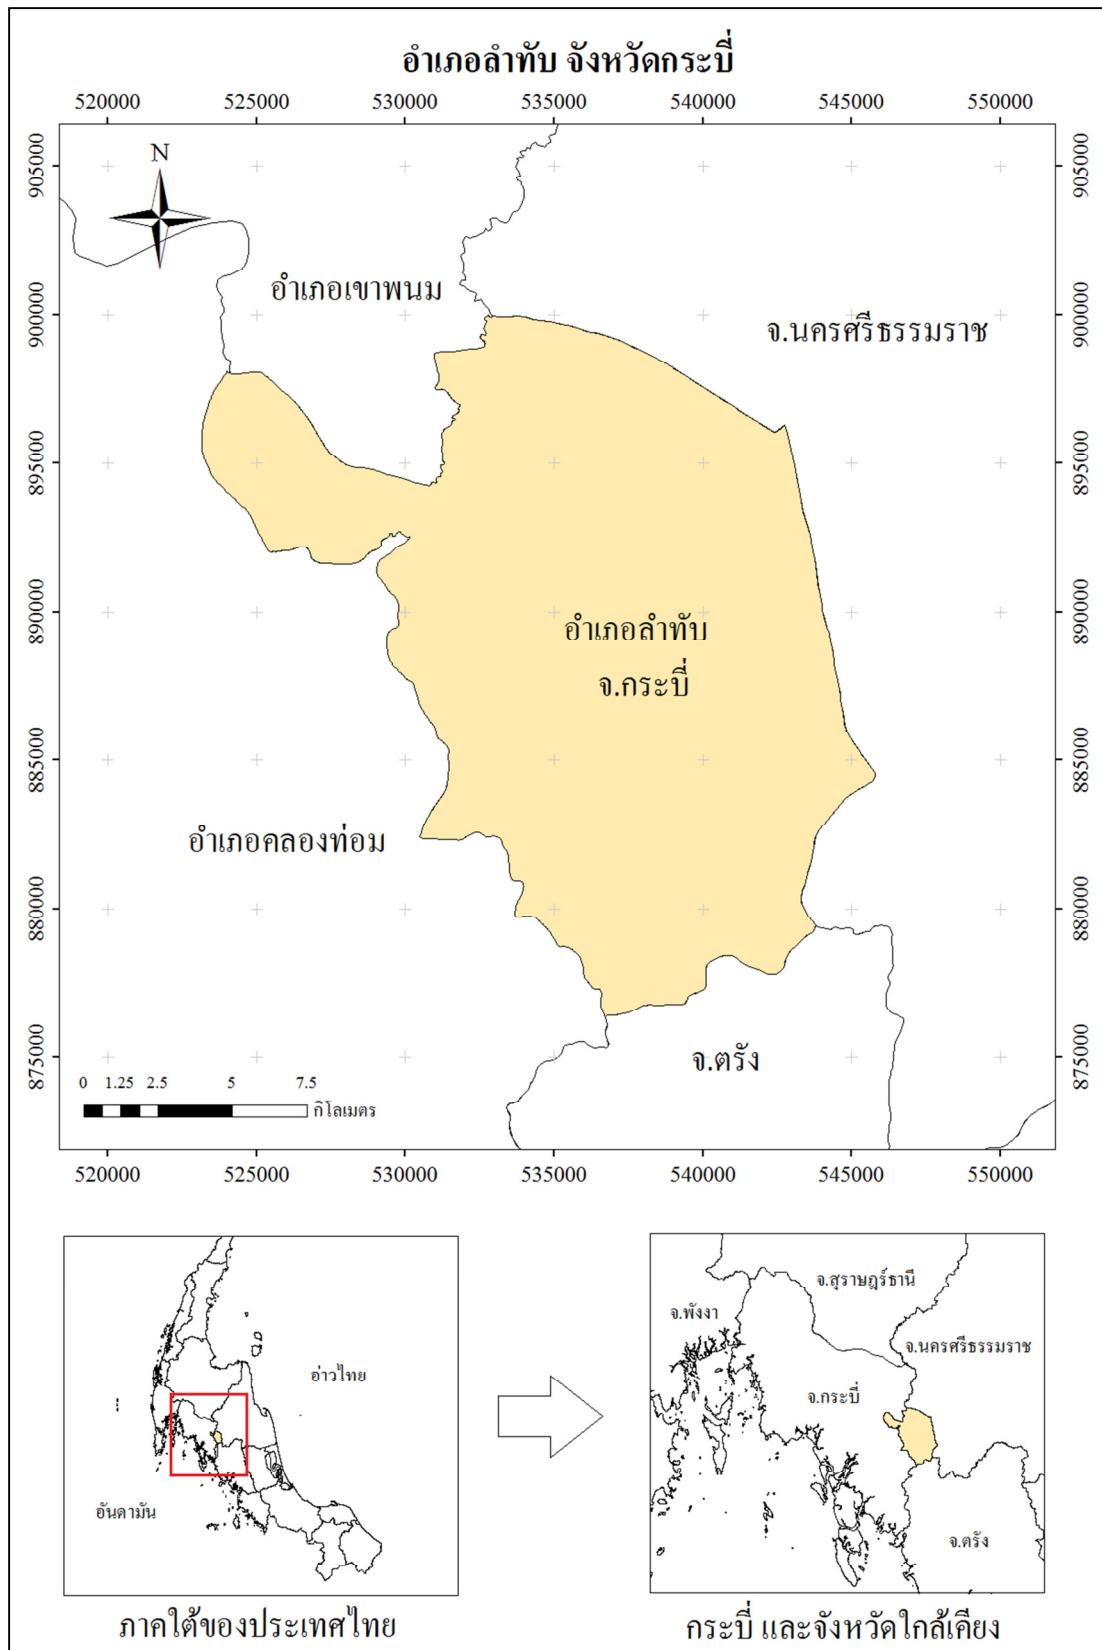 อำเภอลำทับ จังหวัดกระบี่
520000 525000 530000 535000 540000 545000 550000
N
905000 905000
อำเภอเขาพนม
900000 900000
จ.นครศรีธรรมราช
895000 895000
890000 890000
อำเภอลำทับ
จ.กระบี่
885000 885000
อำเภอคลองท่อม
880000 880000
875000 875000
จ.ตรัง
0 1.25 2.5 5 7.5
กิโลเมตร
520000 525000 530000 535000 540000 545000 550000
อ่าวไทย
อันดามัน
ภาคใต้ของประเทศไทย
จ.สุราษฎร์ธานี
จ.พังงา
จ.นครศรีธรรมราช
จ.กระบี่
จ.ตรัง
กระบี่ และจังหวัดใกล้เคียง